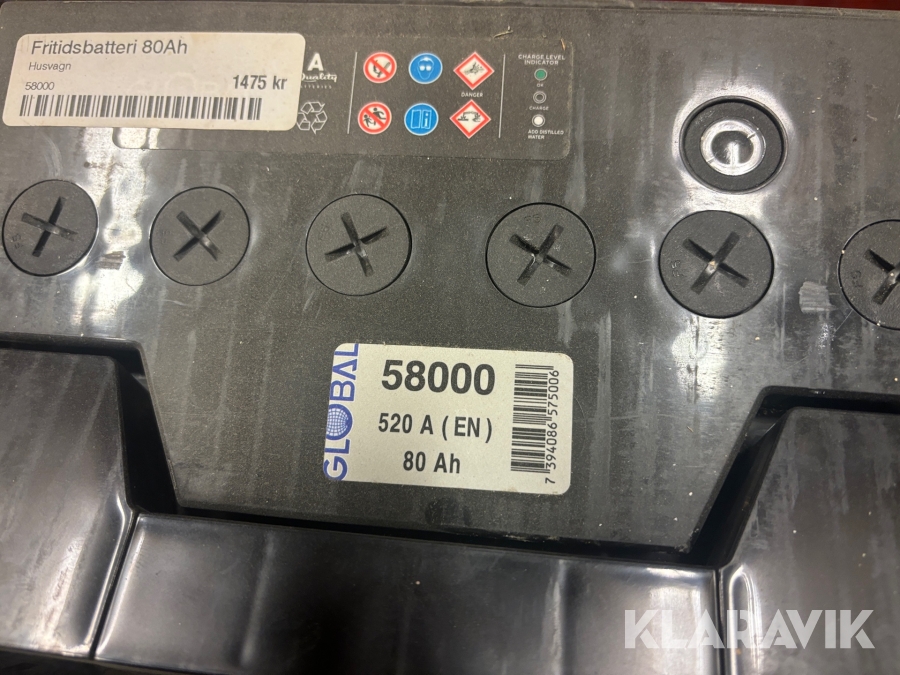 Fritidsbatteri 80Ah
Husvagn
58000
1475 kr
A
Quality
DANGER
CHARGE LEVEL
INDICATOR
OK
CHARGE
ADD DISTILLED
WATER
GLOBAL
58000
520 A ( EN )
80 Ah
7 394086 575006
KLARAVIK